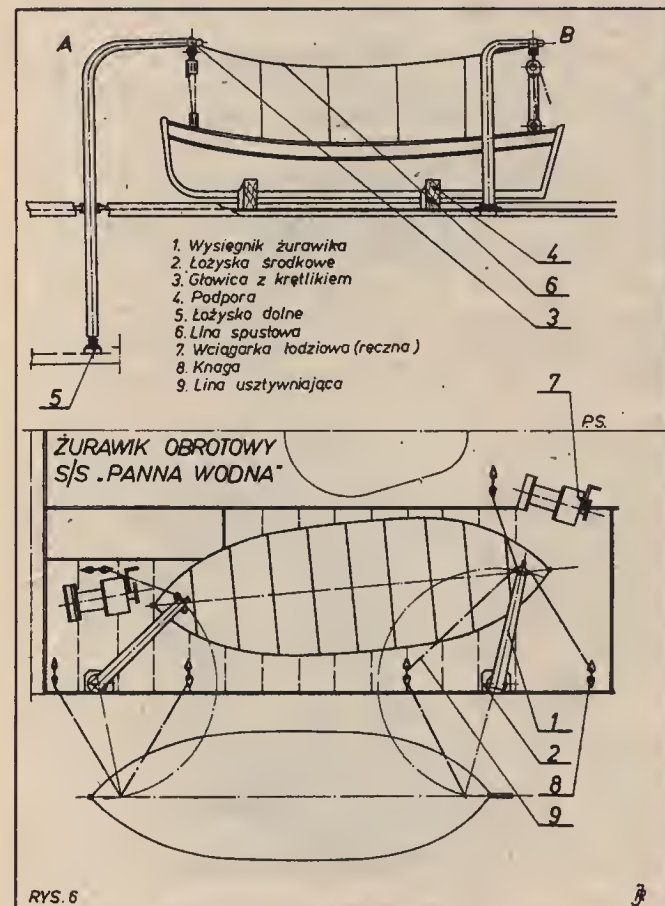 A
B
1. Wysięgnik żurawika
2. Łożyska środkowe
3. Głowica z krętlikiem
4. Podpora
5. Łożysko dolne
6. Lina spustowa
7. Wciągarka łodziowa (ręczna)
8. Knaga
9. Lina usztywniająca
4
6
3
5
7
P.S.
ŻURAWIK OBROTOWY
S/S „PANNA WODNA"
1
2
8
9
RYS. 6